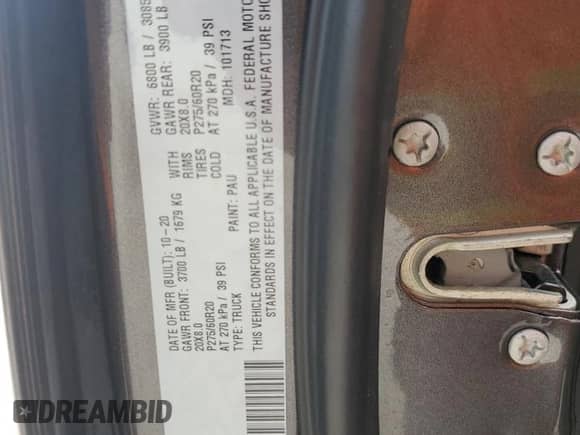 DATE OF MFR (BUILT): 10-20 GVWR: 6800 LB / 3085
GAWR FRONT: 3700 LB / 1679 KG WITH GAWR REAR: 3900 LB
20X8.0 RIMS 20X8.0
P275/60R20 TIRES P275/60R20
AT 270 kPa / 39 PSI COLD AT 270 kPa / 39 PSI
TYPE: TRUCK PAINT: PAU MDH: 101713
THIS VEHICLE CONFORMS TO ALL APPLICABLE U.S.A. FEDERAL MOTOR
STANDARDS IN EFFECT ON THE DATE OF MANUFACTURE SHO
DREAMBID